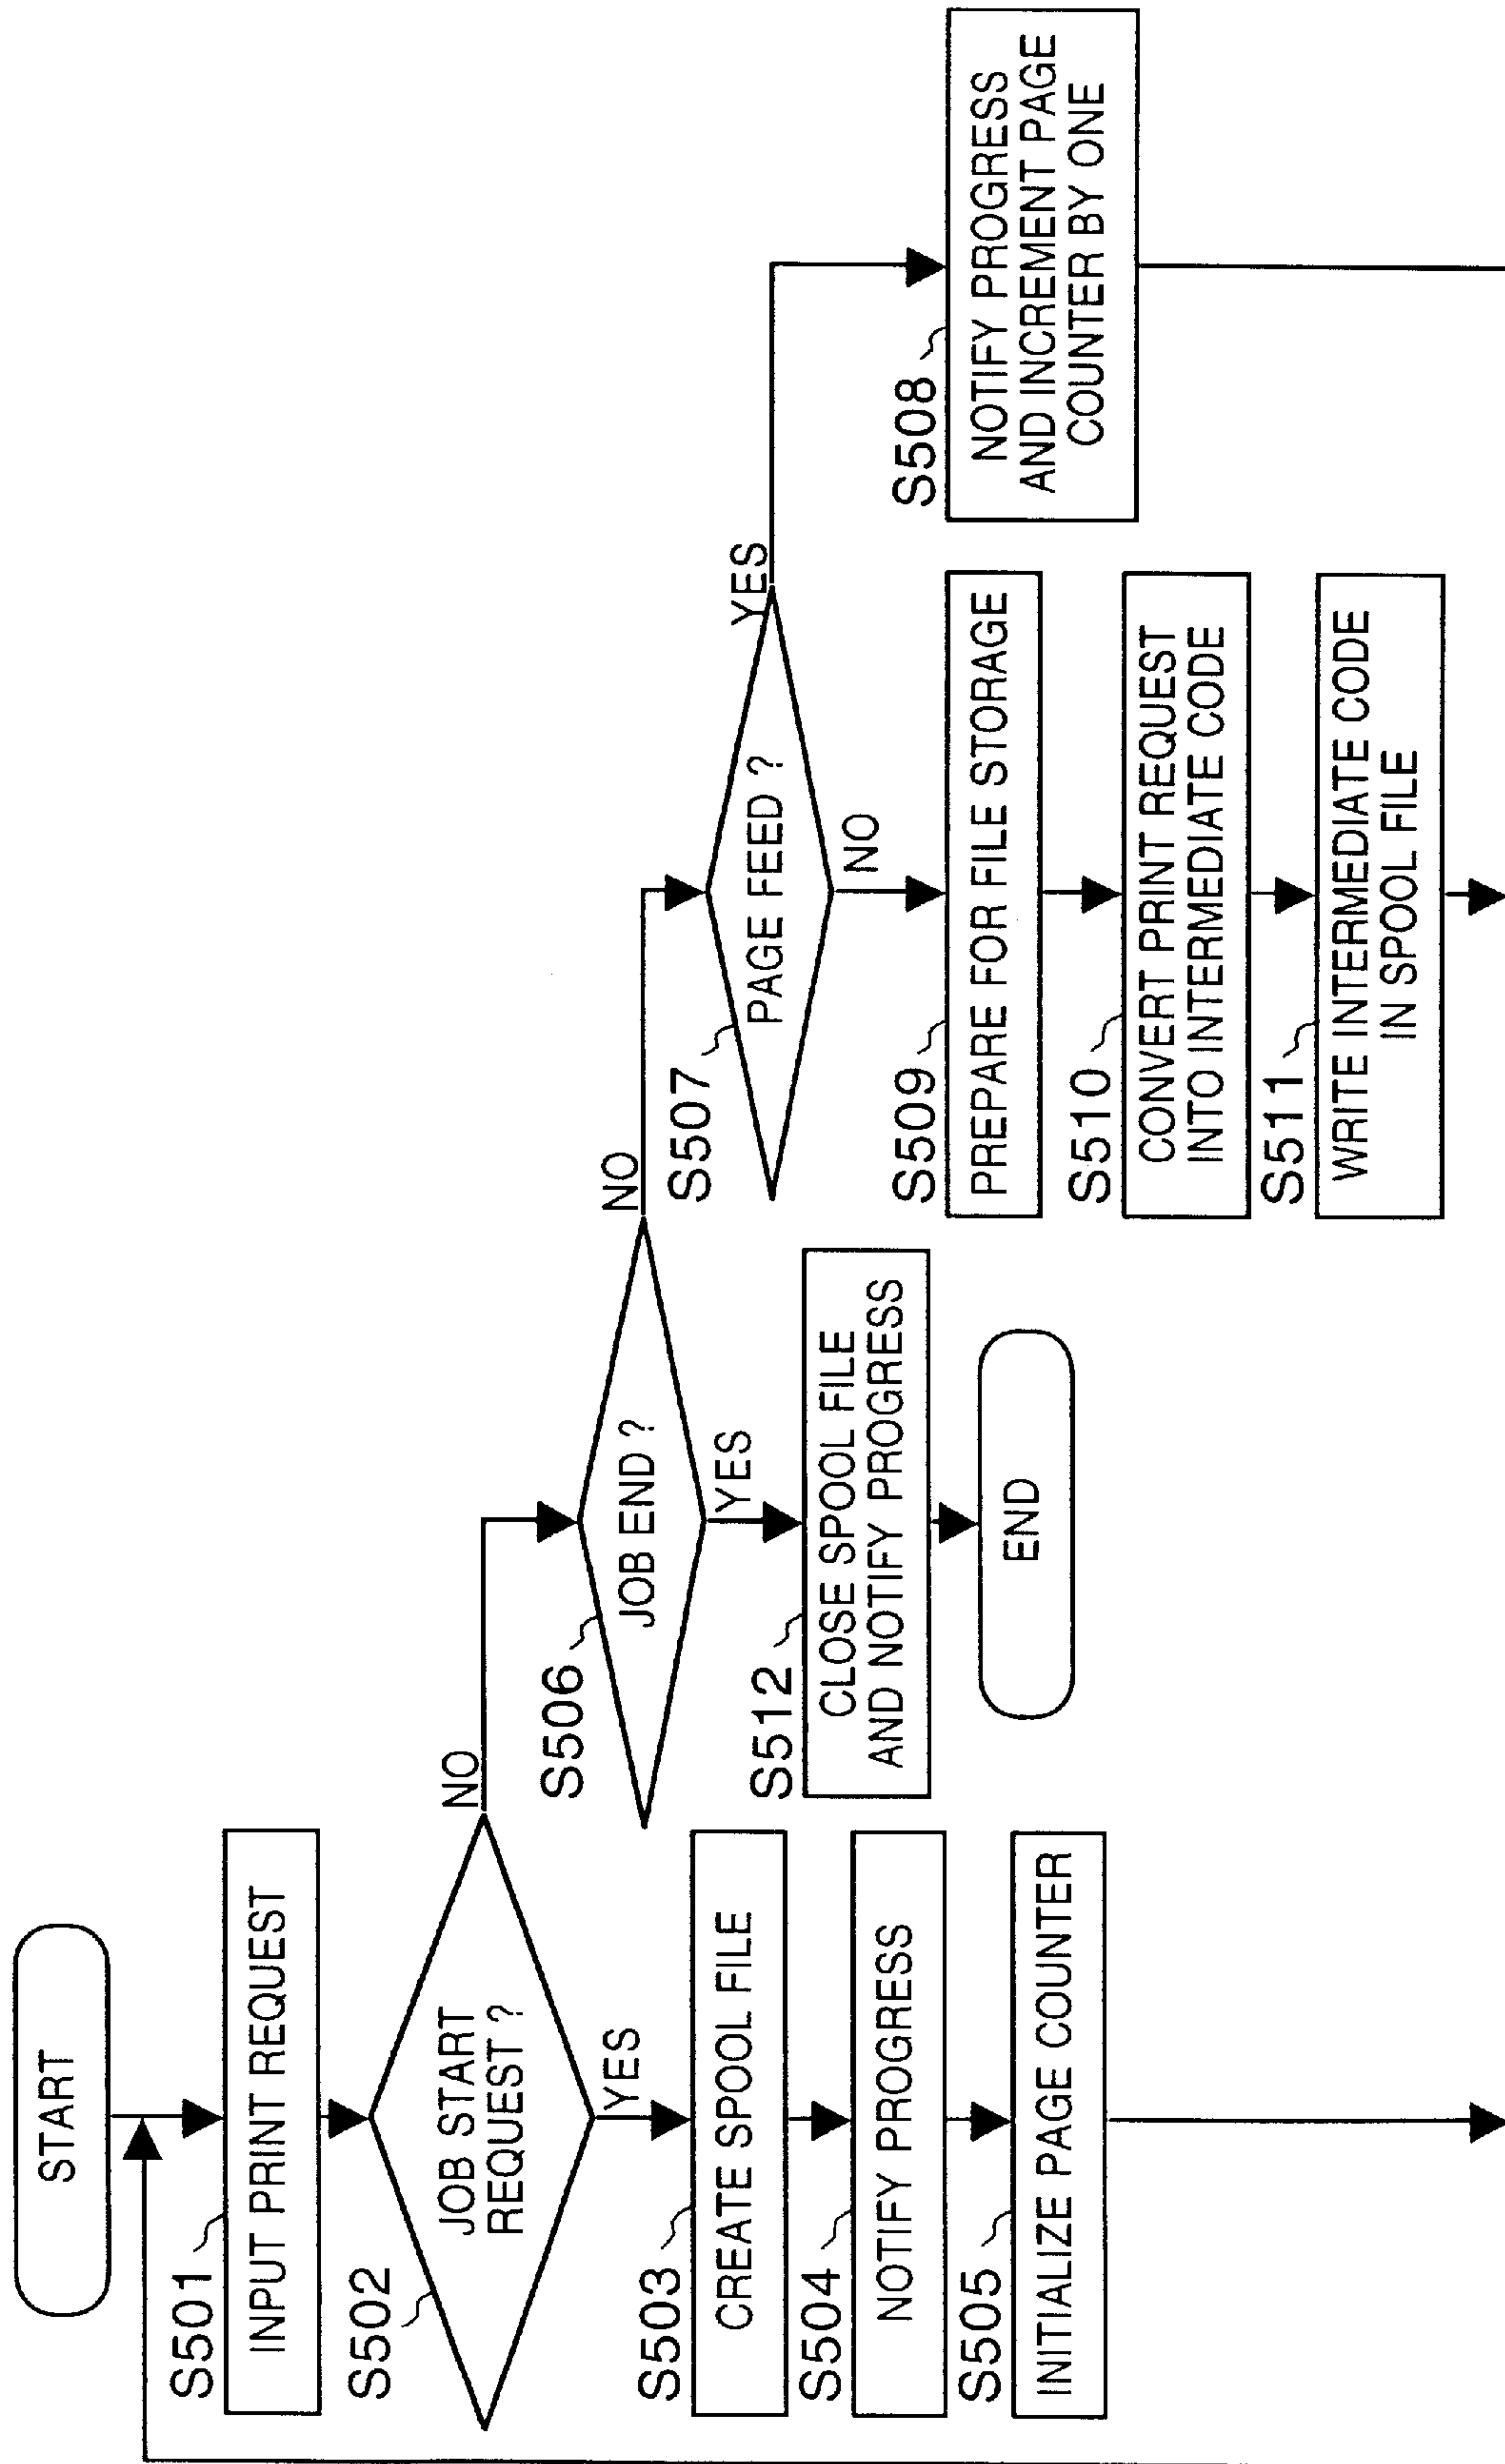 START
S501
INPUT PRINT REQUEST
S502
JOB START
REQUEST ?
NO
YES
S503
CREATE SPOOL FILE
S504
NOTIFY PROGRESS
S505
INITIALIZE PAGE COUNTER
S506
JOB END ?
NO
YES
S512
CLOSE SPOOL FILE
AND NOTIFY PROGRESS
END
S507
PAGE FEED ?
YES
NO
S508
NOTIFY PROGRESS
AND INCREMENT PAGE
COUNTER BY ONE
S509
PREPARE FOR FILE STORAGE
S510
CONVERT PRINT REQUEST
INTO INTERMEDIATE CODE
S511
WRITE INTERMEDIATE CODE
IN SPOOL FILE